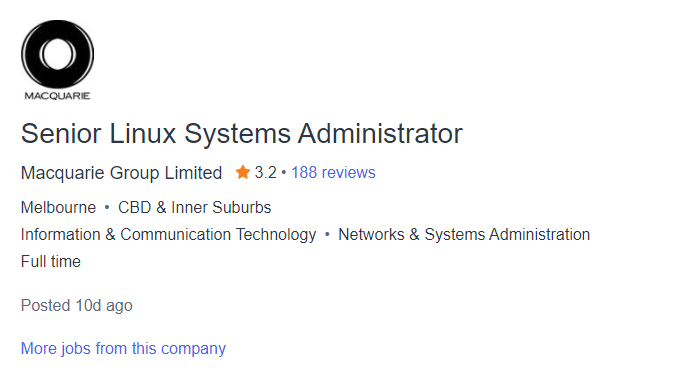 MACQUARIE
Senior Linux Systems Administrator
Macquarie Group Limited 3.2 • 188 reviews
Melbourne • CBD & Inner Suburbs
Information & Communication Technology • Networks & Systems Administration
Full time
Posted 10d ago
More jobs from this company